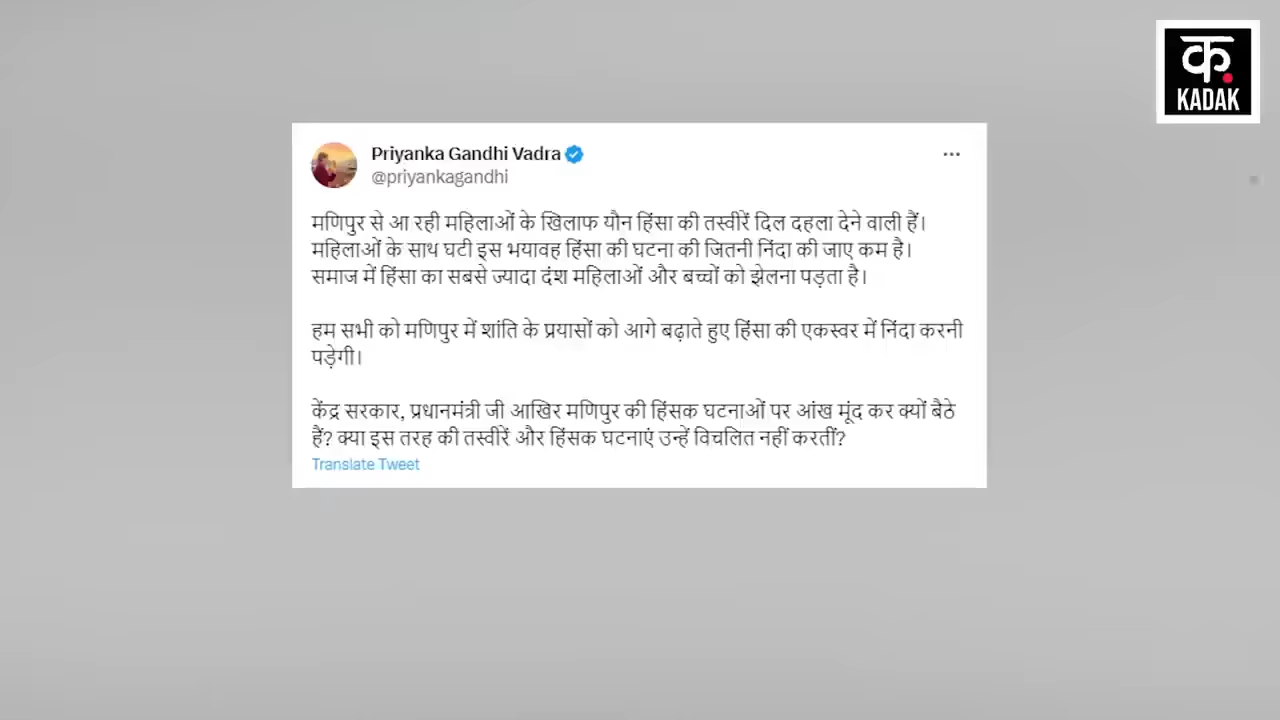 क
KADAK
Priyanka Gandhi Vadra
@priyankagandhi
मणिपुर से आ रही महिलाओं के खिलाफ यौन हिंसा की तस्वीरें दिल दहला देने वाली हैं।
महिलाओं के साथ घटी इस भयावह हिंसा की घटना की जितनी निंदा की जाए कम है।
समाज में हिंसा का सबसे ज्यादा दंश महिलाओं और बच्चों को झेलना पड़ता है।
हम सभी को मणिपुर में शांति के प्रयासों को आगे बढ़ाते हुए हिंसा की एकस्वर में निंदा करनी
पड़ेगी।
केंद्र सरकार, प्रधानमंत्री जी आखिर मणिपुर की हिंसक घटनाओं पर आंख मूंद कर क्यों बैठे
हैं? क्या इस तरह की तस्वीरें और हिंसक घटनाएं उन्हें विचलित नहीं करतीं?
Translate Tweet